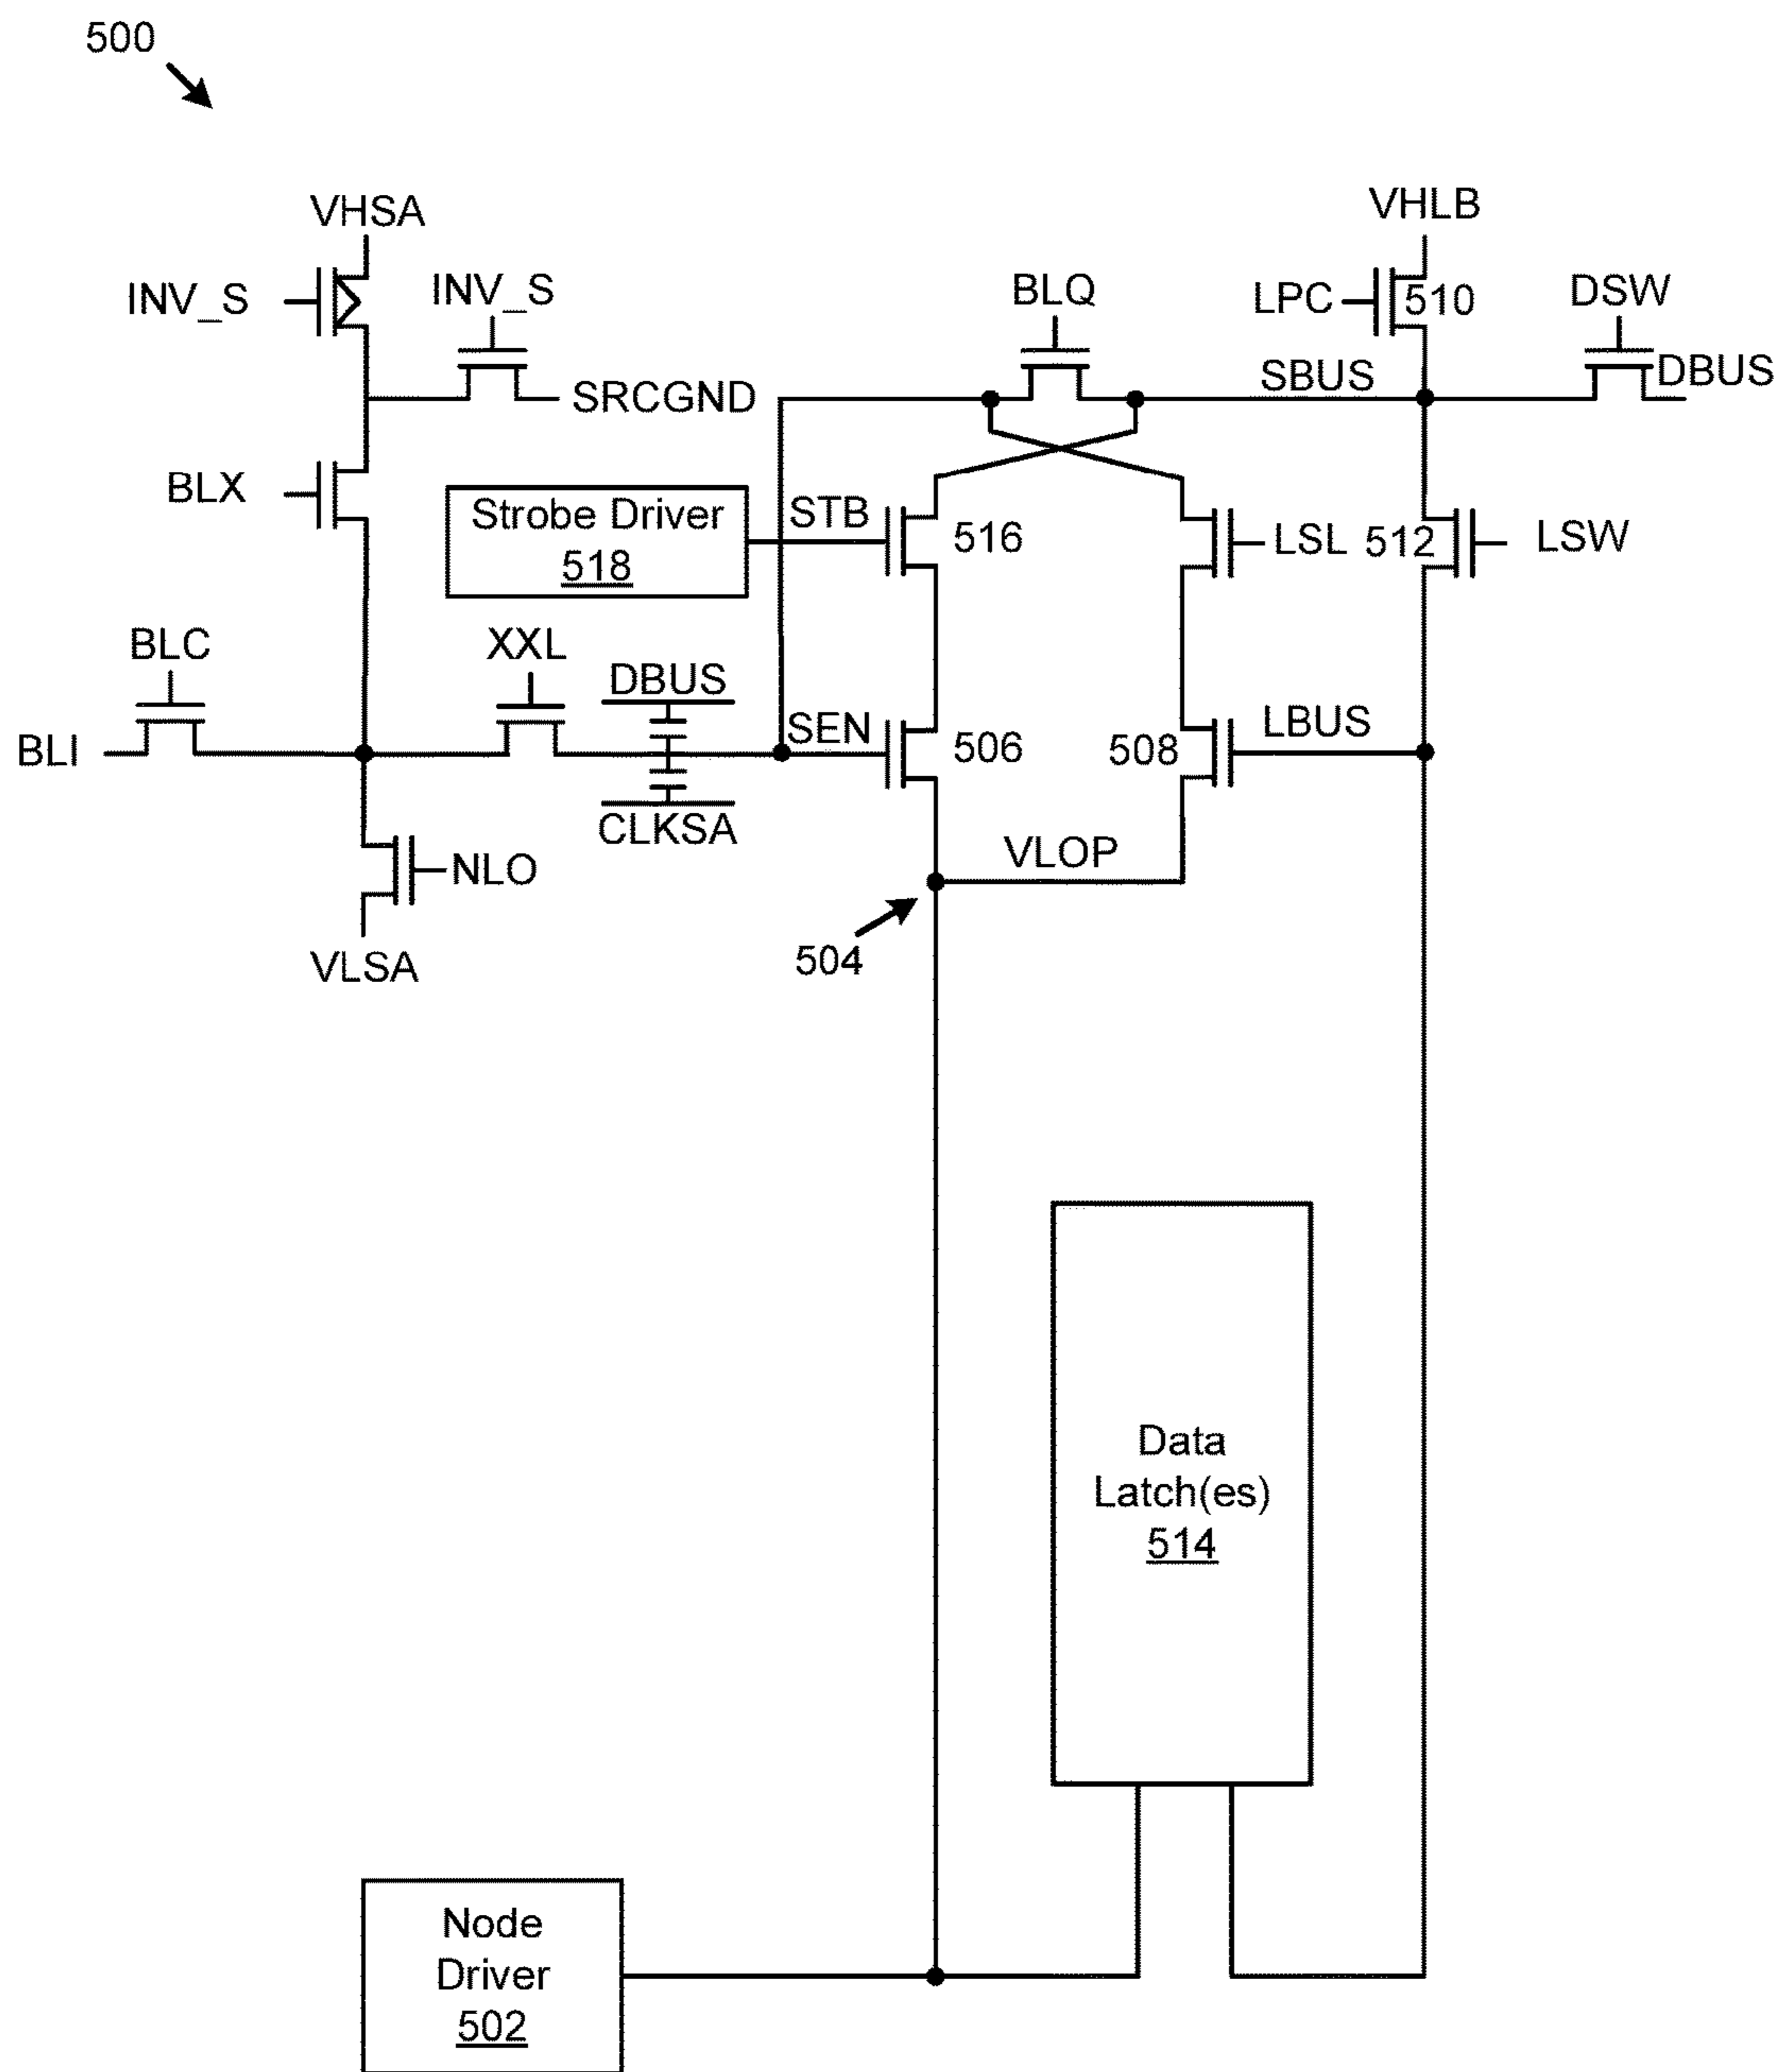 500
VHSA
VHLB
INV_S
INV_S
BLQ
LPC
510
DSW
SRCGND
SBUS
DBUS
BLX
Strobe Driver
518
STB
516
LSL
512
LSW
BLC
XXL
DBUS
SEN
506
508
LBUS
BLI
CLKSA
VLOP
NLO
504
VLSA
Data
Latch(es)
514
Node
Driver
502